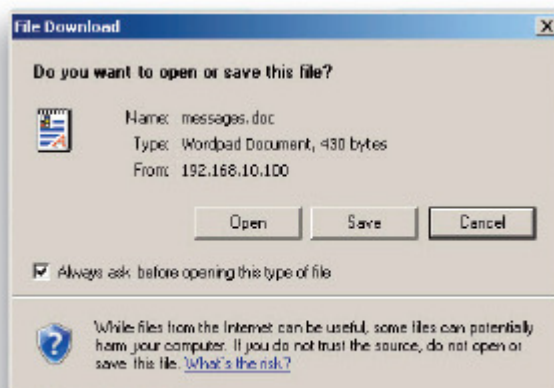 File Download
Do you want to open or save this file?
Name: messages.doc
Type: Wordpad Document, 430 bytes
From: 192.168.10.100
Open Save Cancel
Always ask before opening this type of file
While files from the Internet can be useful, some files can potentially
harm your computer. If you do not trust the source, do not open or
save this file. What's the risk?